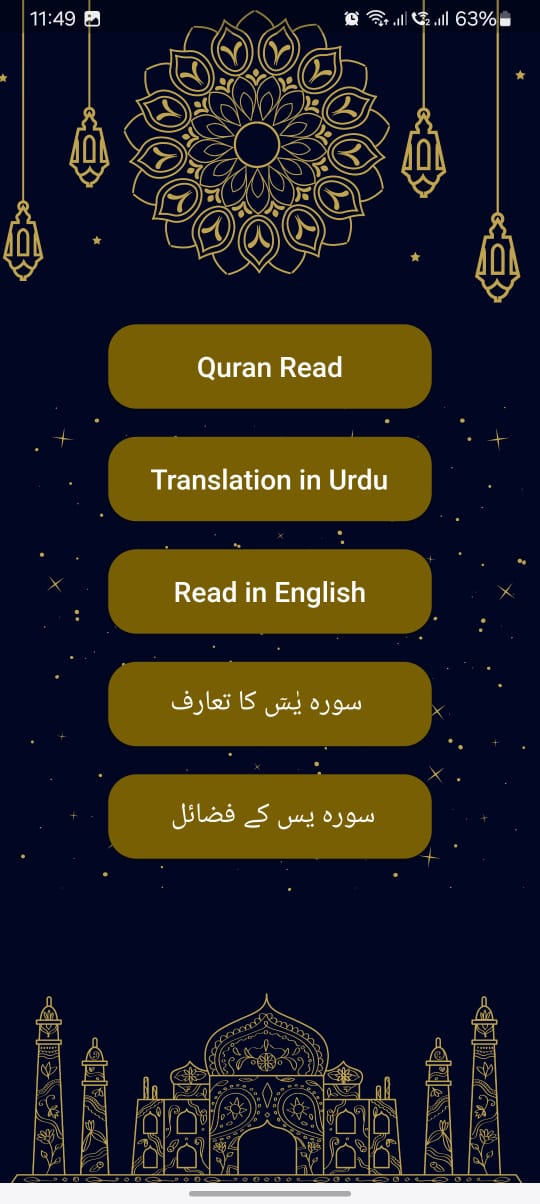 11:49 63%
Quran Read
Translation in Urdu
Read in English
سورہ یٰسٓ کا تعارف
سورہ یس کے فضائل